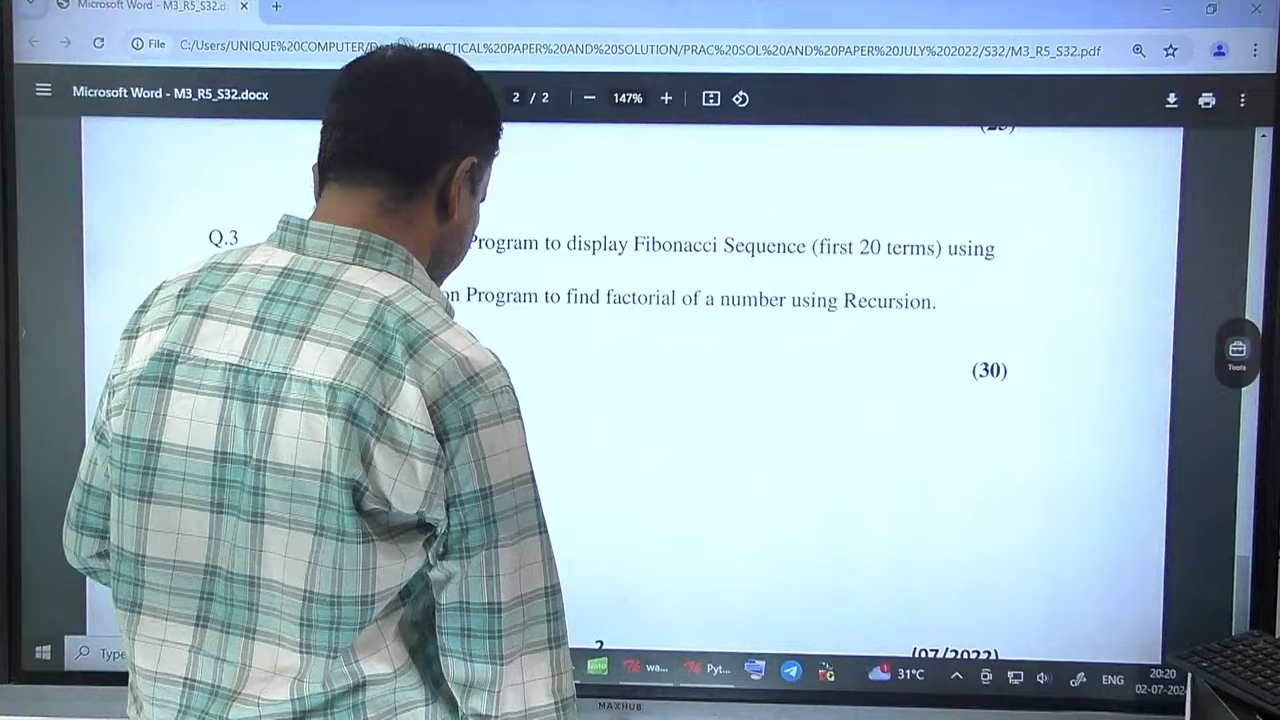 Microsoft Word - M3_R5_S32.d
File C:/Users/UNIQUE%20COMPUTER/ PRACTICAL%20PAPER%20AND%20SOLUTION/PRAC%20SOL%20AND%20PAPER%20JULY%202022/S32/M3_R5_S32.pdf
Microsoft Word - M3_R5_S32.docx 2 / 2 147%
Q.3 Program to display Fibonacci Sequence (first 20 terms) using
on Program to find factorial of a number using Recursion.
(30)
Tools
2 (07/2022)
Type wa... Pyt... 31°C ENG 20:20
02-07-202
MAXHUB